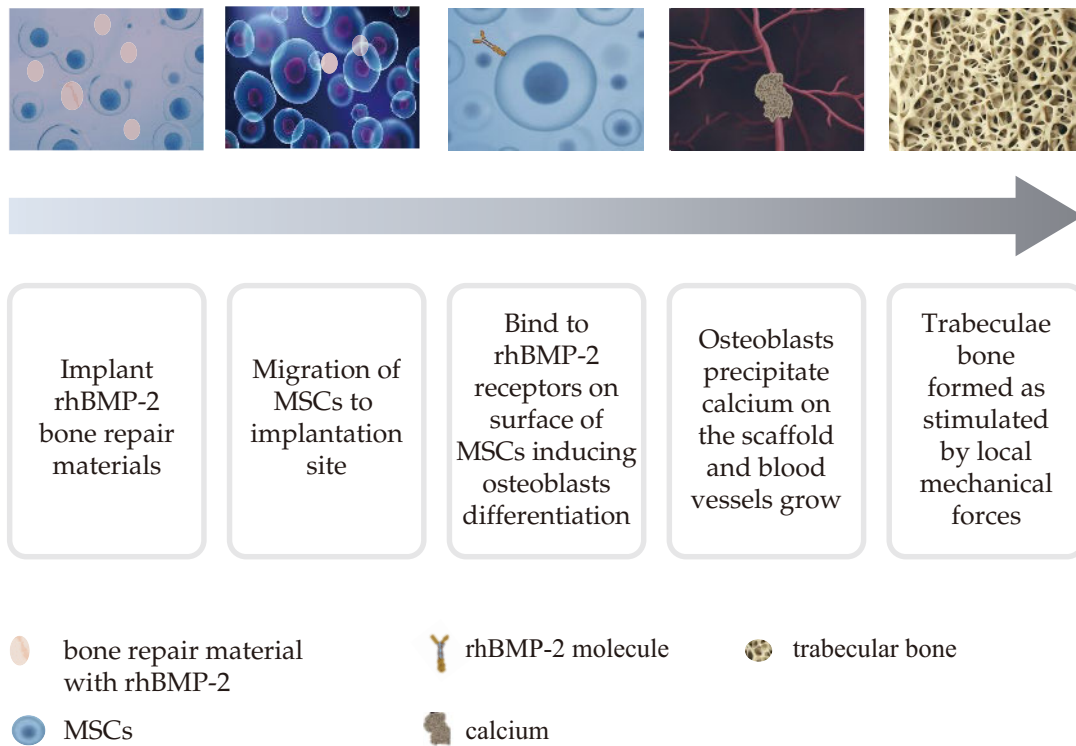 Implant
rhBMP-2
bone repair
materials
Migration of
MSCs to
implantation
site
Bind to
rhBMP-2
receptors on
surface of
MSCs inducing
osteoblasts
differentiation
Osteoblasts
precipitate
calcium on
the scaffold
and blood
vessels grow
Trabeculae
bone
formed as
stimulated
by local
mechanical
forces
bone repair material
with rhBMP-2
MSCs
rhBMP-2 molecule
calcium
trabecular bone